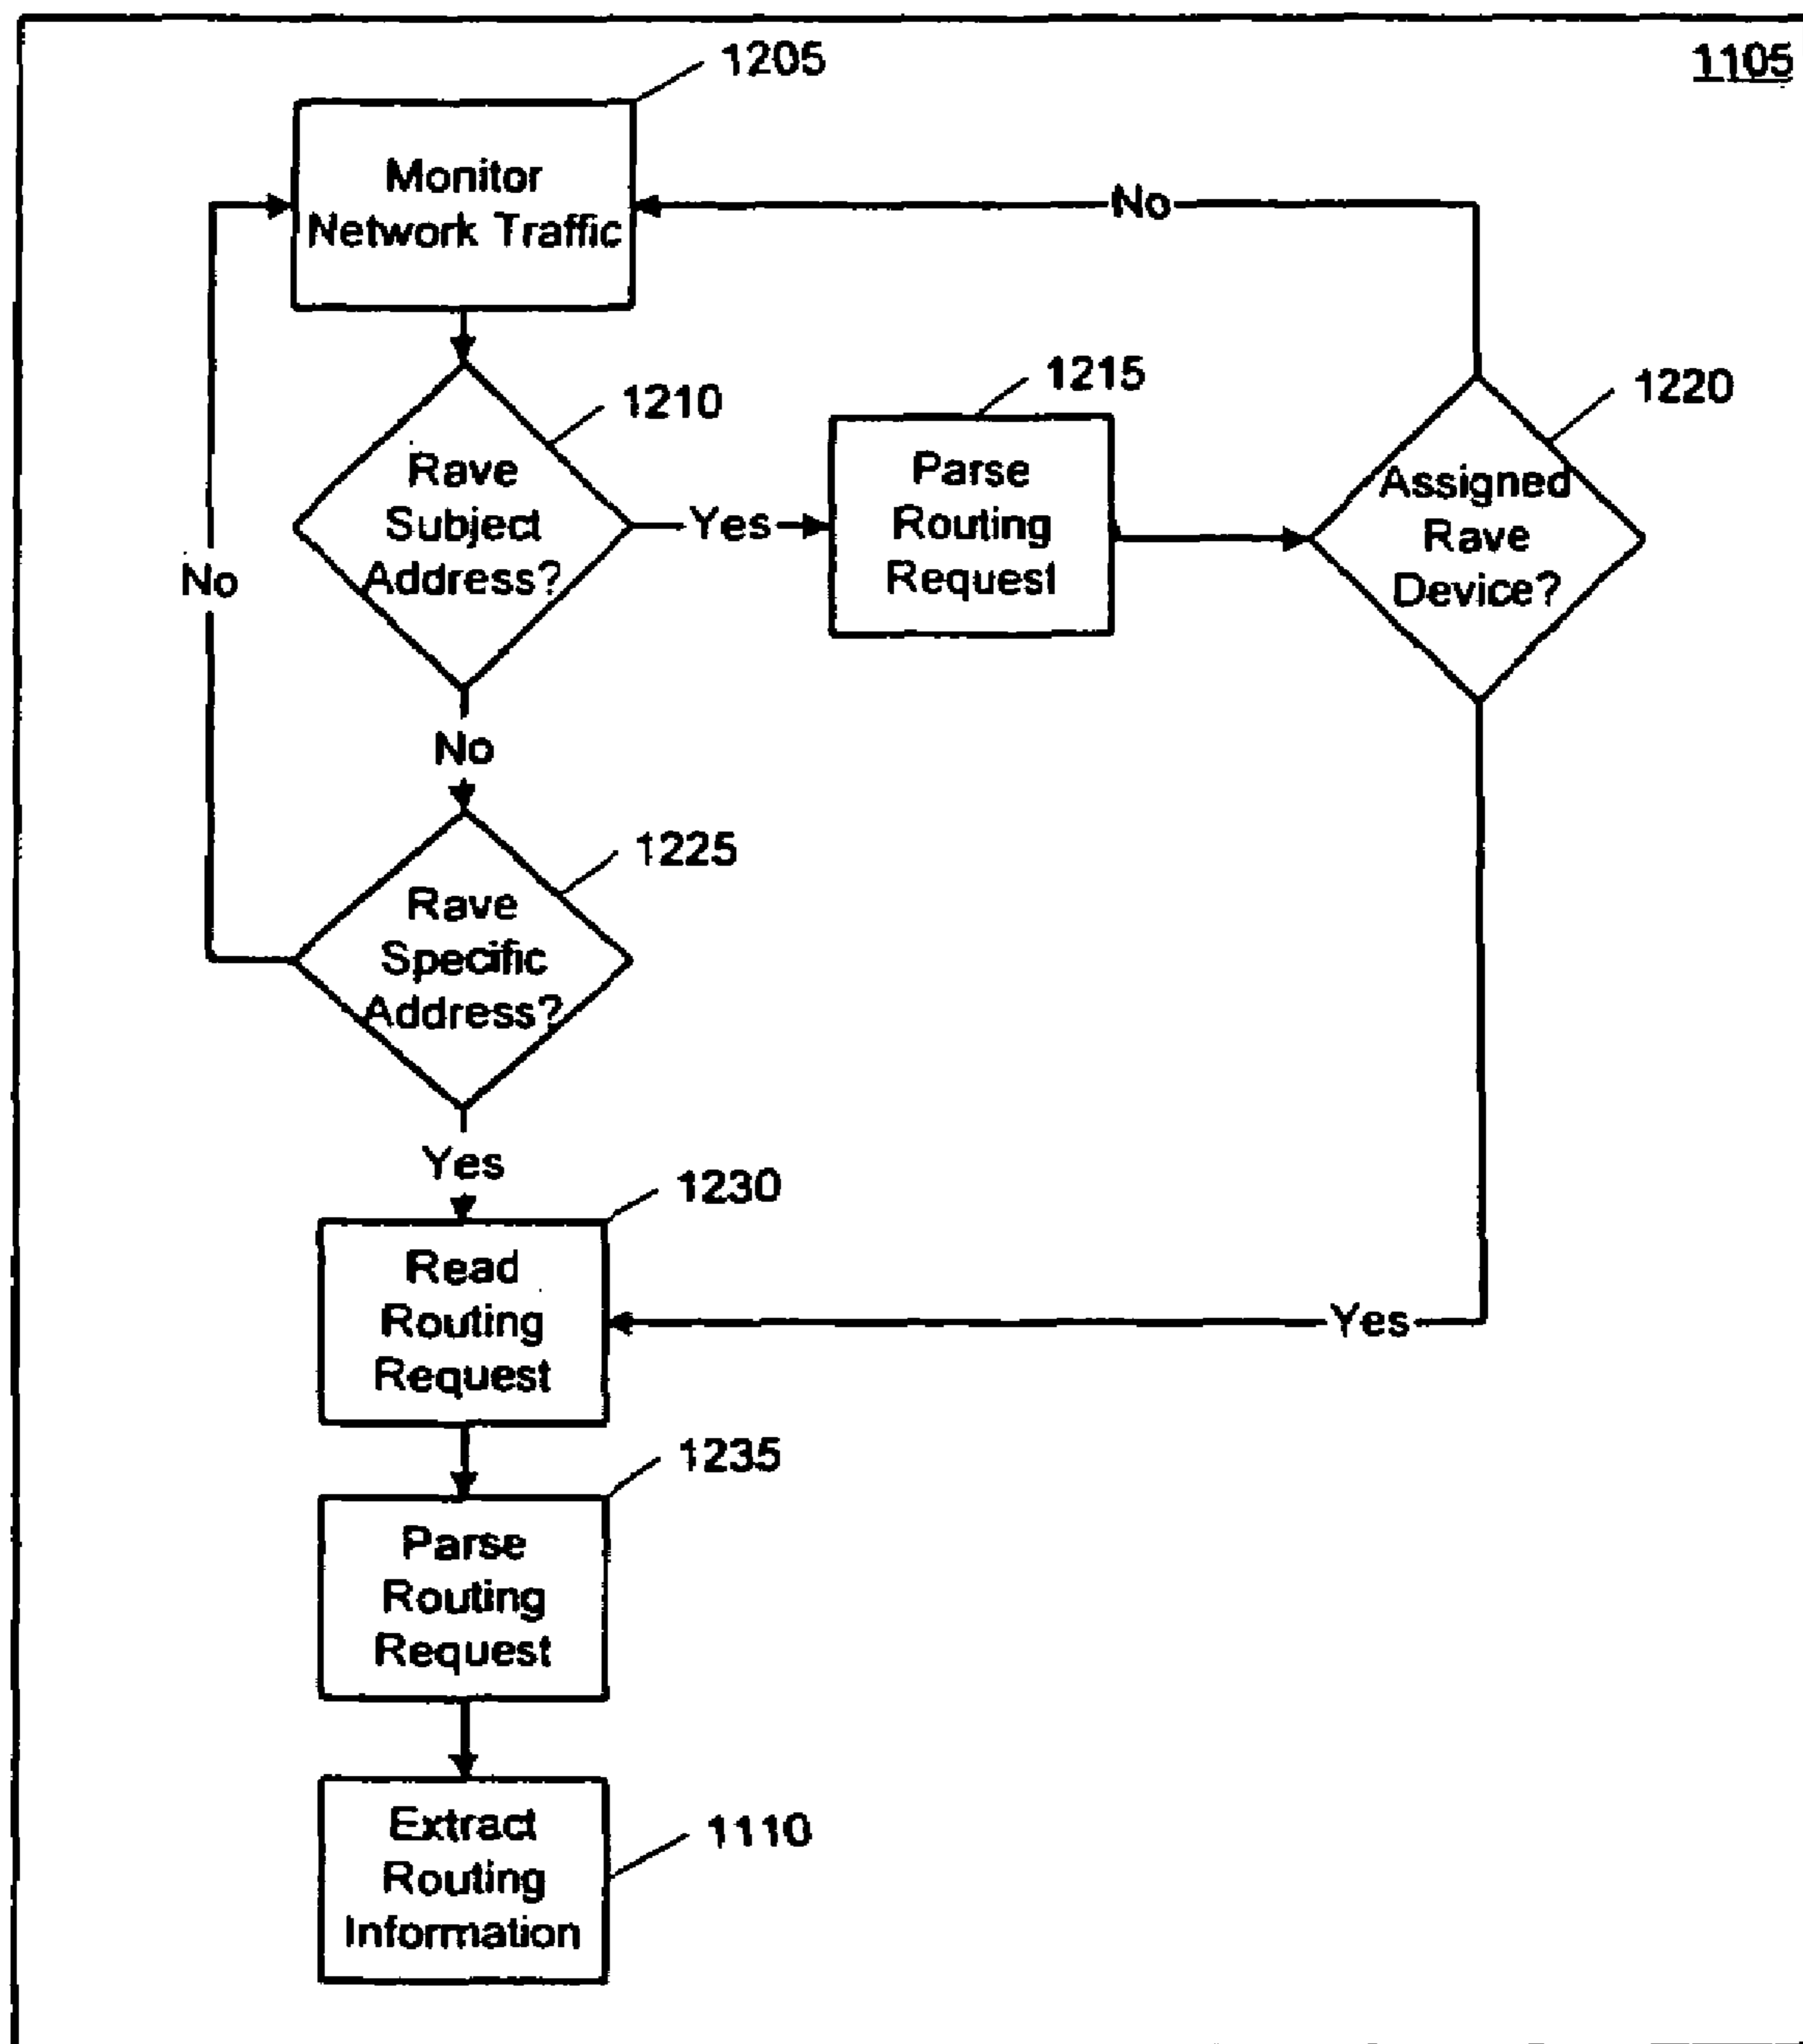 1105
1205
Monitor
Network Traffic
No
1210
Rave
Subject
Address?
Yes
1215
Parse
Routing
Request
1220
Assigned
Rave
Device?
No
No
1225
Rave
Specific
Address?
Yes
1230
Read
Routing
Request
Yes
1235
Parse
Routing
Request
1110
Extract
Routing
Information